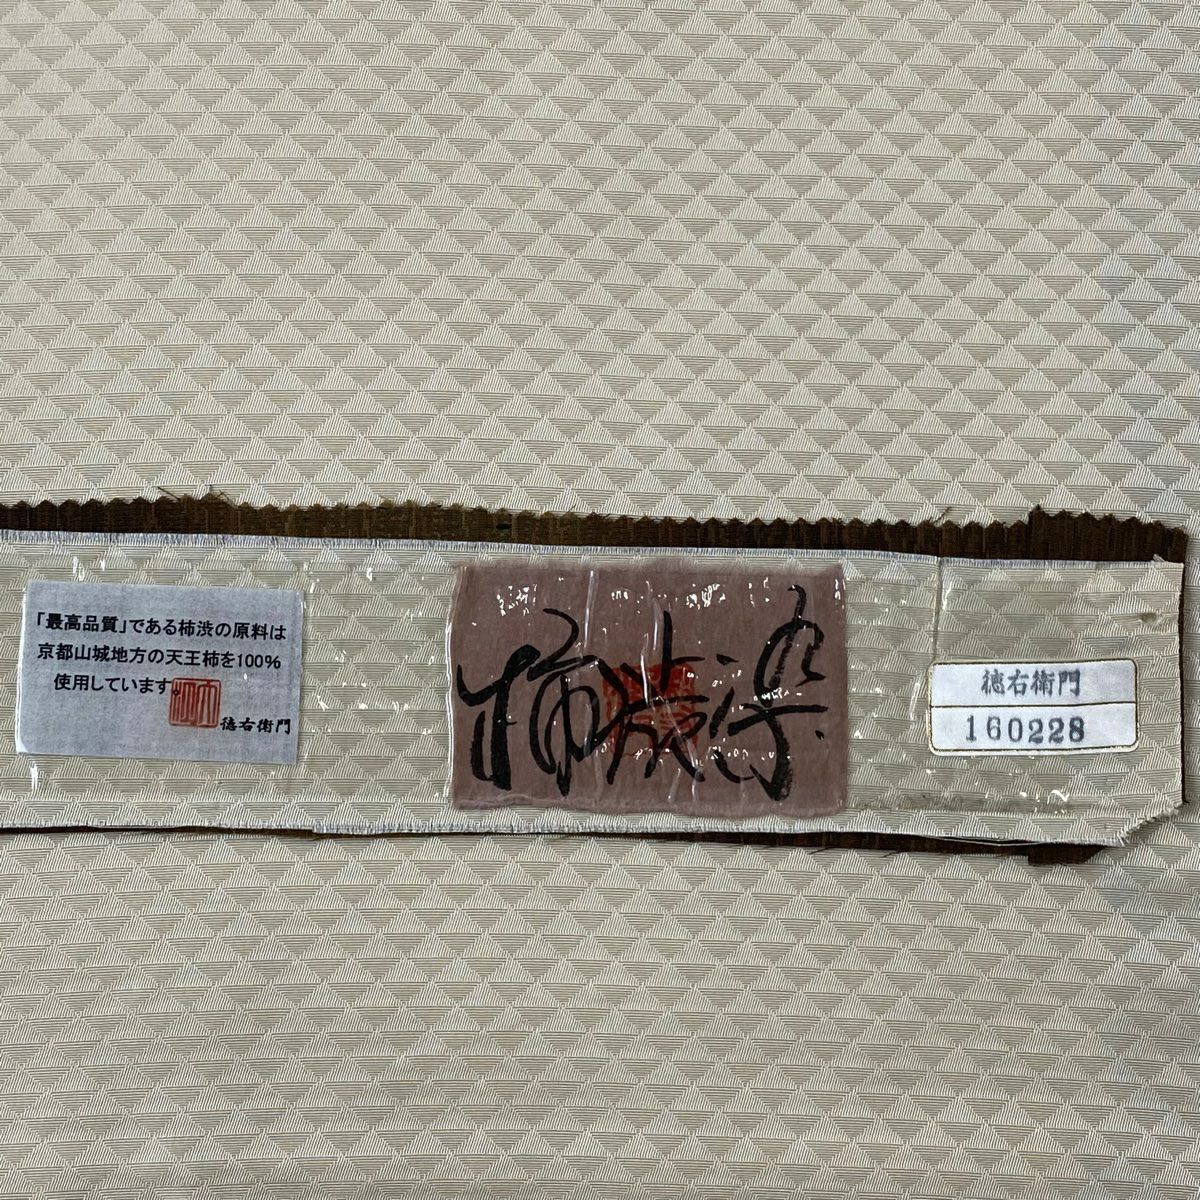 「最高品質」である柿渋の原料は
京都山城地方の天王柿を100%
使用しています。
徳右衛門
柿渋染
徳右衛門
160228